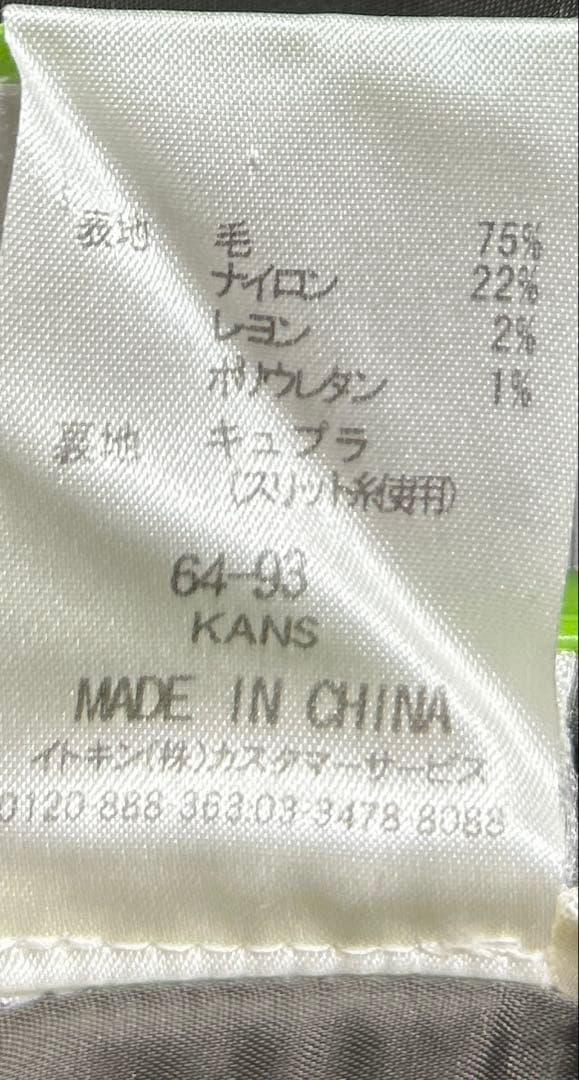 表地 毛 75%
ナイロン 22%
レヨン 2%
ポリウレタン 1%
裏地 キュプラ
(スリット糸使用)
64-93
KANS
MADE IN CHINA
イトキン(株)カスタマーサービス
0120-888-363:03-3478-8088